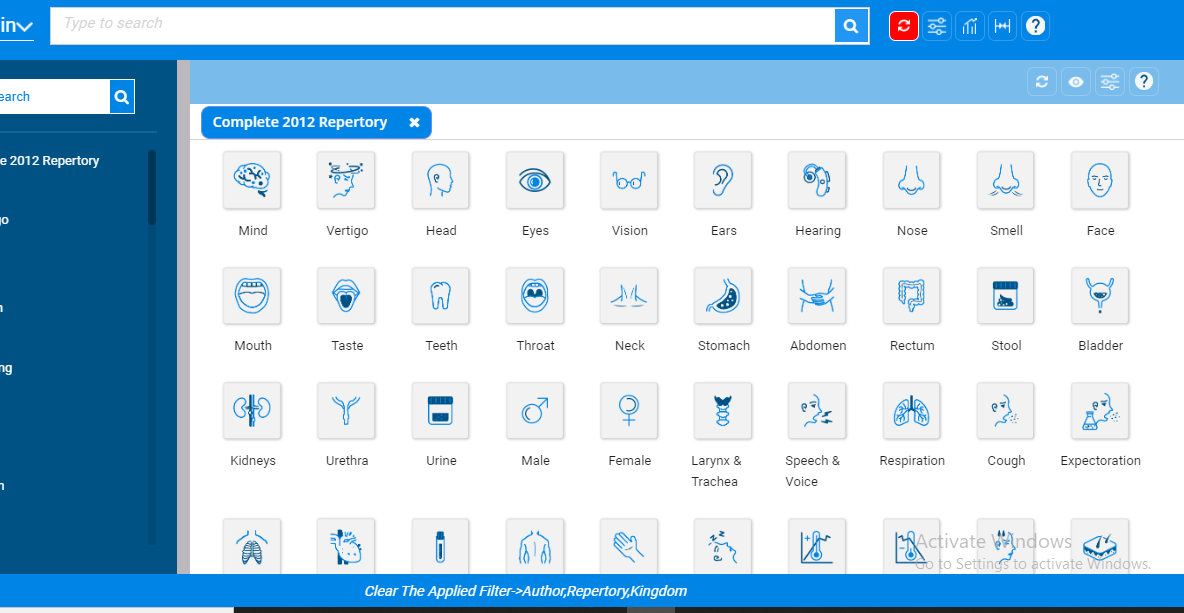 in
Type to search
?
earch
?
e 2012 Repertory
Complete 2012 Repertory ✖
go
n
ng
n
Mind Vertigo Head Eyes Vision Ears Hearing Nose Smell Face
Mouth Taste Teeth Throat Neck Stomach Abdomen Rectum Stool Bladder
Kidneys Urethra Urine Male Female Larynx & Speech & Respiration Cough Expectoration
Trachea Voice
Activate Windows
Go to Settings to activate Windows.
Clear The Applied Filter->Author,Repertory,Kingdom